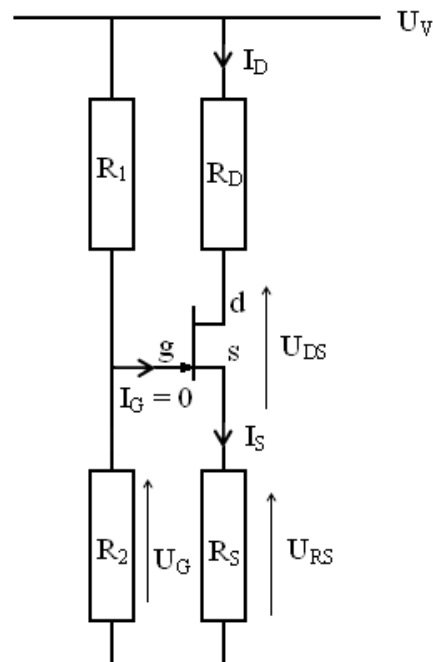 U_V
I_D
R_1
R_D
d
g
s
U_DS
I_G = 0
I_S
R_2
U_G
R_S
U_RS